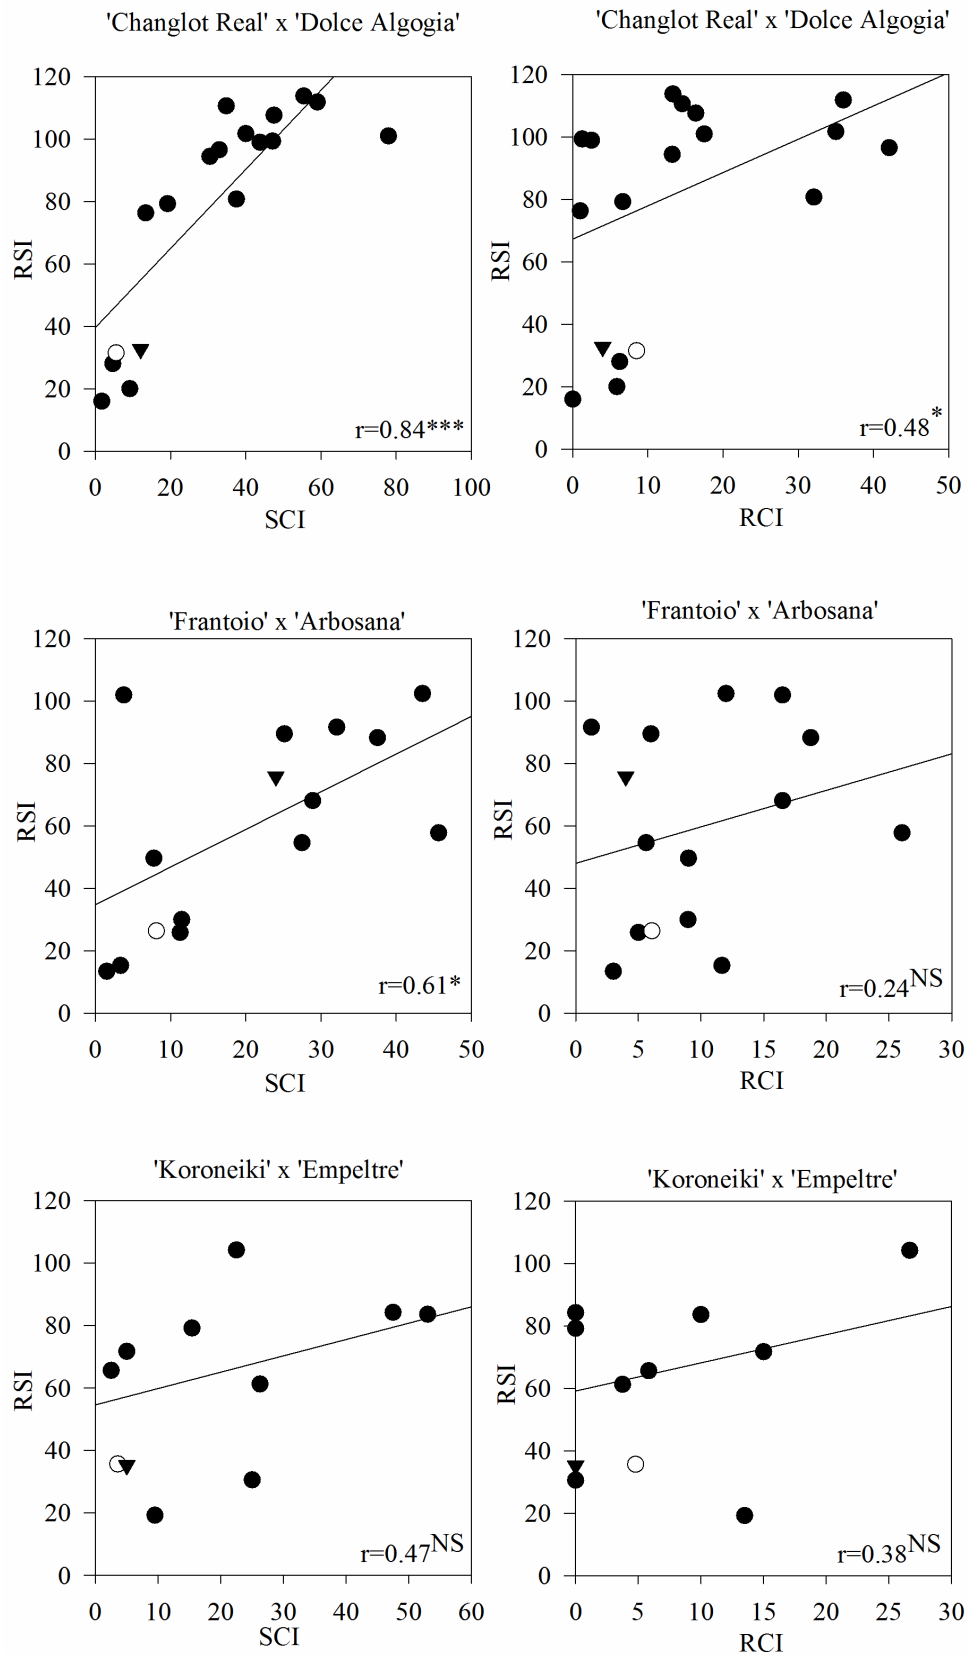 'Changlot Real' x 'Dolce Algogia'
120
100
80
60
40
20
0
RSI
r=0.84***
0 20 40 60 80 100
SCI
'Changlot Real' x 'Dolce Algogia'
120
100
80
60
40
20
0
RSI
r=0.48*
0 10 20 30 40 50
RCI
'Frantoio' x 'Arbosana'
120
100
80
60
40
20
0
RSI
r=0.61*
0 10 20 30 40 50
SCI
'Frantoio' x 'Arbosana'
120
100
80
60
40
20
0
RSI
r=0.24NS
0 5 10 15 20 25 30
RCI
'Koroneiki' x 'Empeltre'
120
100
80
60
40
20
0
RSI
r=0.47NS
0 10 20 30 40 50 60
SCI
'Koroneiki' x 'Empeltre'
120
100
80
60
40
20
0
RSI
r=0.38NS
0 5 10 15 20 25 30
RCI